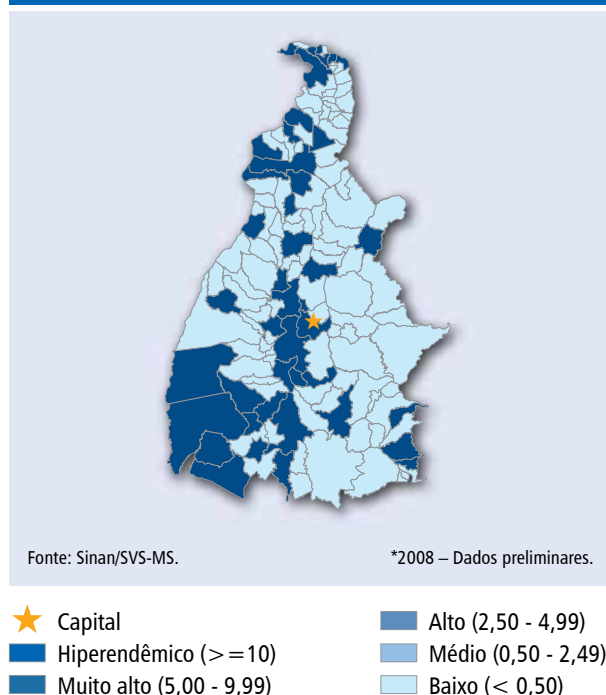 Fonte: Sinan/SVS-MS.
*2008 – Dados preliminares.
Capital
Hiperendêmico (>=10)
Muito alto (5,00 - 9,99)
Alto (2,50 - 4,99)
Médio (0,50 - 2,49)
Baixo (< 0,50)